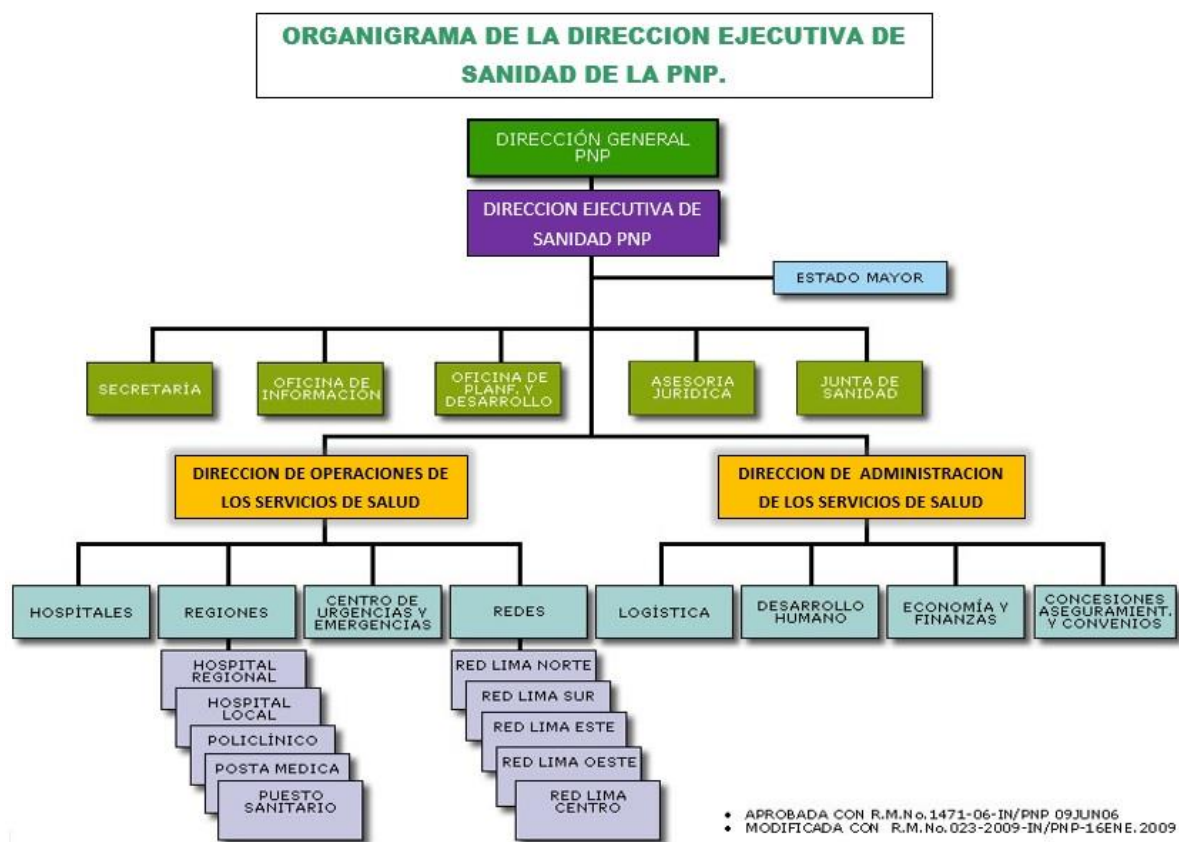 ORGANIGRAMA DE LA DIRECCION EJECUTIVA DE
SANIDAD DE LA PNP.
DIRECCIÓN GENERAL
PNP
DIRECCION EJECUTIVA DE
SANIDAD PNP
ESTADO MAYOR
SECRETARÍA
OFICINA DE
INFORMACIÓN
OFICINA DE
PLANF. Y
DESARROLLO
ASESORIA
JURIDICA
JUNTA DE
SANIDAD
DIRECCION DE OPERACIONES DE
LOS SERVICIOS DE SALUD
DIRECCION DE ADMINISTRACION
DE LOS SERVICIOS DE SALUD
HOSPÍTALES
REGIONES
CENTRO DE
URGENCIAS Y
EMERGENCIAS
REDES
LOGÍSTICA
DESARROLLO
HUMANO
ECONOMÍA Y
FINANZAS
CONCESIONES
ASEGURAMIENT.
Y CONVENIOS
HOSPITAL
REGIONAL
HOSPITAL
LOCAL
POLICLÍNICO
POSTA MEDICA
PUESTO
SANITARIO
RED LIMA NORTE
RED LIMA SUR
RED LIMA ESTE
RED LIMA OESTE
RED LIMA
CENTRO
• APROBADA CON R.M.No.1471-06-IN/PNP 09JUN06
• MODIFICADA CON R.M.No.023-2009-IN/PNP-16ENE.2009